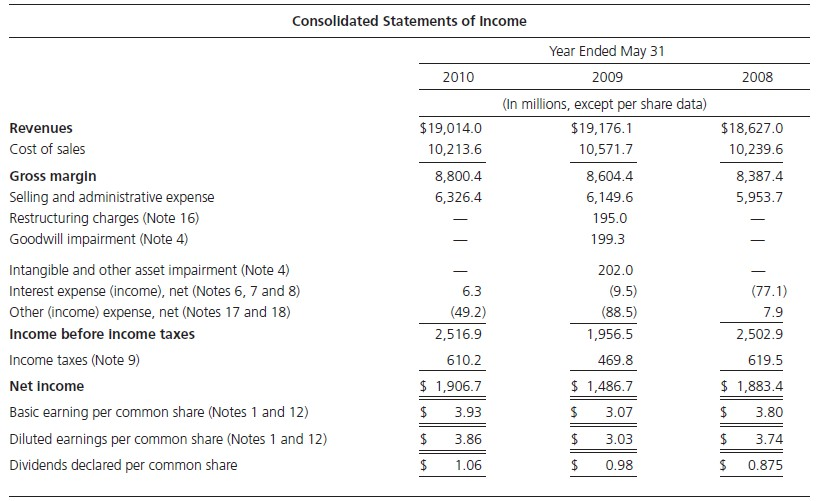 Consolidated Statements of Income
Year Ended May 31
2010 2009 2008
(In millions, except per share data)
Revenues $19,014.0 $19,176.1 $18,627.0
Cost of sales 10,213.6 10,571.7 10,239.6
Gross margin 8,800.4 8,604.4 8,387.4
Selling and administrative expense 6,326.4 6,149.6 5,953.7
Restructuring charges (Note 16) — 195.0 —
Goodwill impairment (Note 4) — 199.3 —
Intangible and other asset impairment (Note 4) — 202.0 —
Interest expense (income), net (Notes 6, 7 and 8) 6.3 (9.5) (77.1)
Other (income) expense, net (Notes 17 and 18) (49.2) (88.5) 7.9
Income before income taxes 2,516.9 1,956.5 2,502.9
Income taxes (Note 9) 610.2 469.8 619.5
Net income $ 1,906.7 $ 1,486.7 $ 1,883.4
Basic earning per common share (Notes 1 and 12) $ 3.93 $ 3.07 $ 3.80
Diluted earnings per common share (Notes 1 and 12) $ 3.86 $ 3.03 $ 3.74
Dividends declared per common share $ 1.06 $ 0.98 $ 0.875